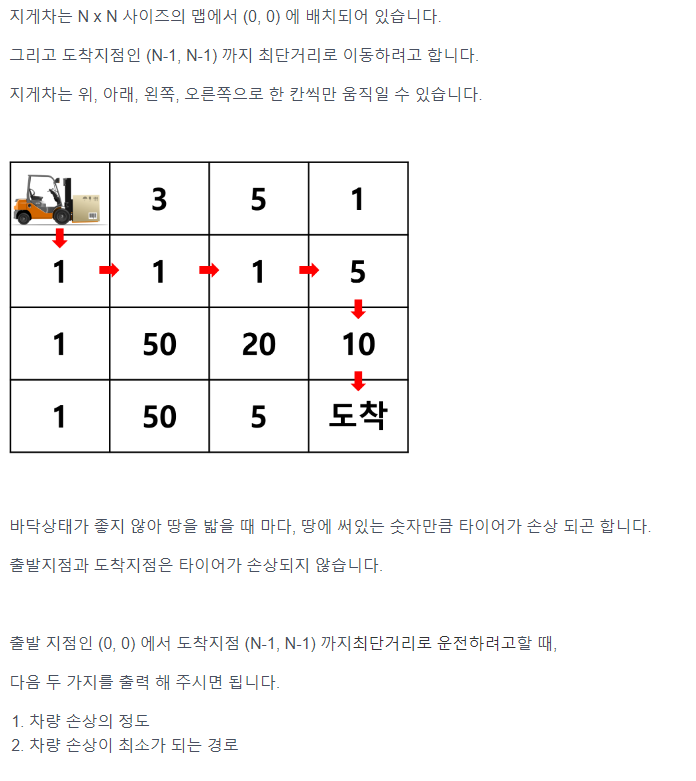 지게차는 N x N 사이즈의 맵에서 (0, 0) 에 배치되어 있습니다.
그리고 도착지점인 (N-1, N-1) 까지 최단거리로 이동하려고 합니다.
지게차는 위, 아래, 왼쪽, 오른쪽으로 한 칸씩만 움직일 수 있습니다.
3 5 1
1 1 1 5
1 50 20 10
1 50 5 도착
바닥상태가 좋지 않아 땅을 밟을 때 마다, 땅에 써있는 숫자만큼 타이어가 손상 되곤 합니다.
출발지점과 도착지점은 타이어가 손상되지 않습니다.
출발 지점인 (0, 0) 에서 도착지점 (N-1, N-1) 까지최단거리로 운전하려고할 때,
다음 두 가지를 출력 해 주시면 됩니다.
1. 차량 손상의 정도
2. 차량 손상이 최소가 되는 경로